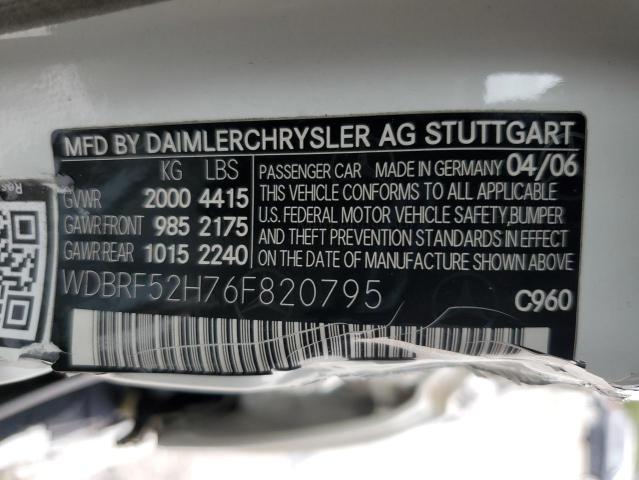 MFD BY DAIMLERCHRYSLER AG STUTTGART
KG LBS
GVWR 2000 4415
GAWR FRONT 985 2175
GAWR REAR 1015 2240
PASSENGER CAR MADE IN GERMANY 04/06
THIS VEHICLE CONFORMS TO ALL APPLICABLE
U.S. FEDERAL MOTOR VEHICLE SAFETY, BUMPER
AND THEFT PREVENTION STANDARDS IN EFFECT
ON THE DATE OF MANUFACTURE SHOWN ABOVE.
WDBRF52H76F820795
C960